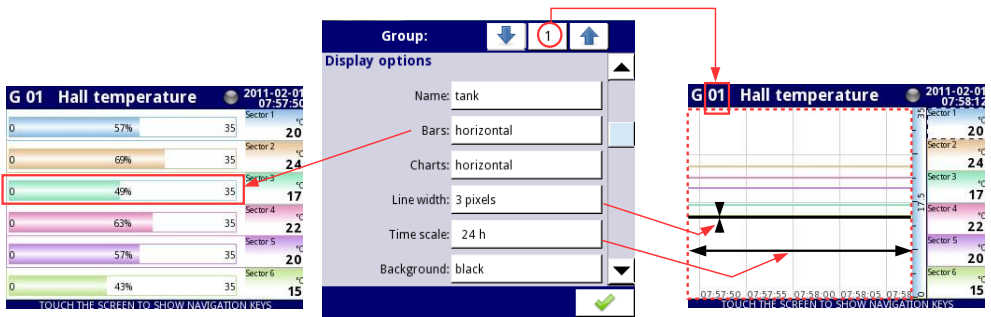 G 01 Hall temperature
2011-02-01
07:57:50
0 57% 35
Sector 1
°C
20
0 69% 35
Sector 2
°C
24
0 49% 35
Sector 3
°C
17
0 63% 35
Sector 4
°C
22
0 57% 35
Sector 5
°C
20
0 43% 35
Sector 6
°C
15
TOUCH THE SCREEN TO SHOW NAVIGATION KEYS
Group: 1
Display options
Name: tank
Bars: horizontal
Charts: horizontal
Line width: 3 pixels
Time scale: 24 h
Background: black
G 01 Hall temperature
2011-02-01
07:58:12
35
17.5
0
Sector 1
°C
20
Sector 2
°C
24
Sector 3
°C
17
Sector 4
°C
22
Sector 5
°C
20
Sector 6
°C
15
07:57:50 07:57:55 07:58:00 07:58:05 07:58
TOUCH THE SCREEN TO SHOW NAVIGATION KEYS